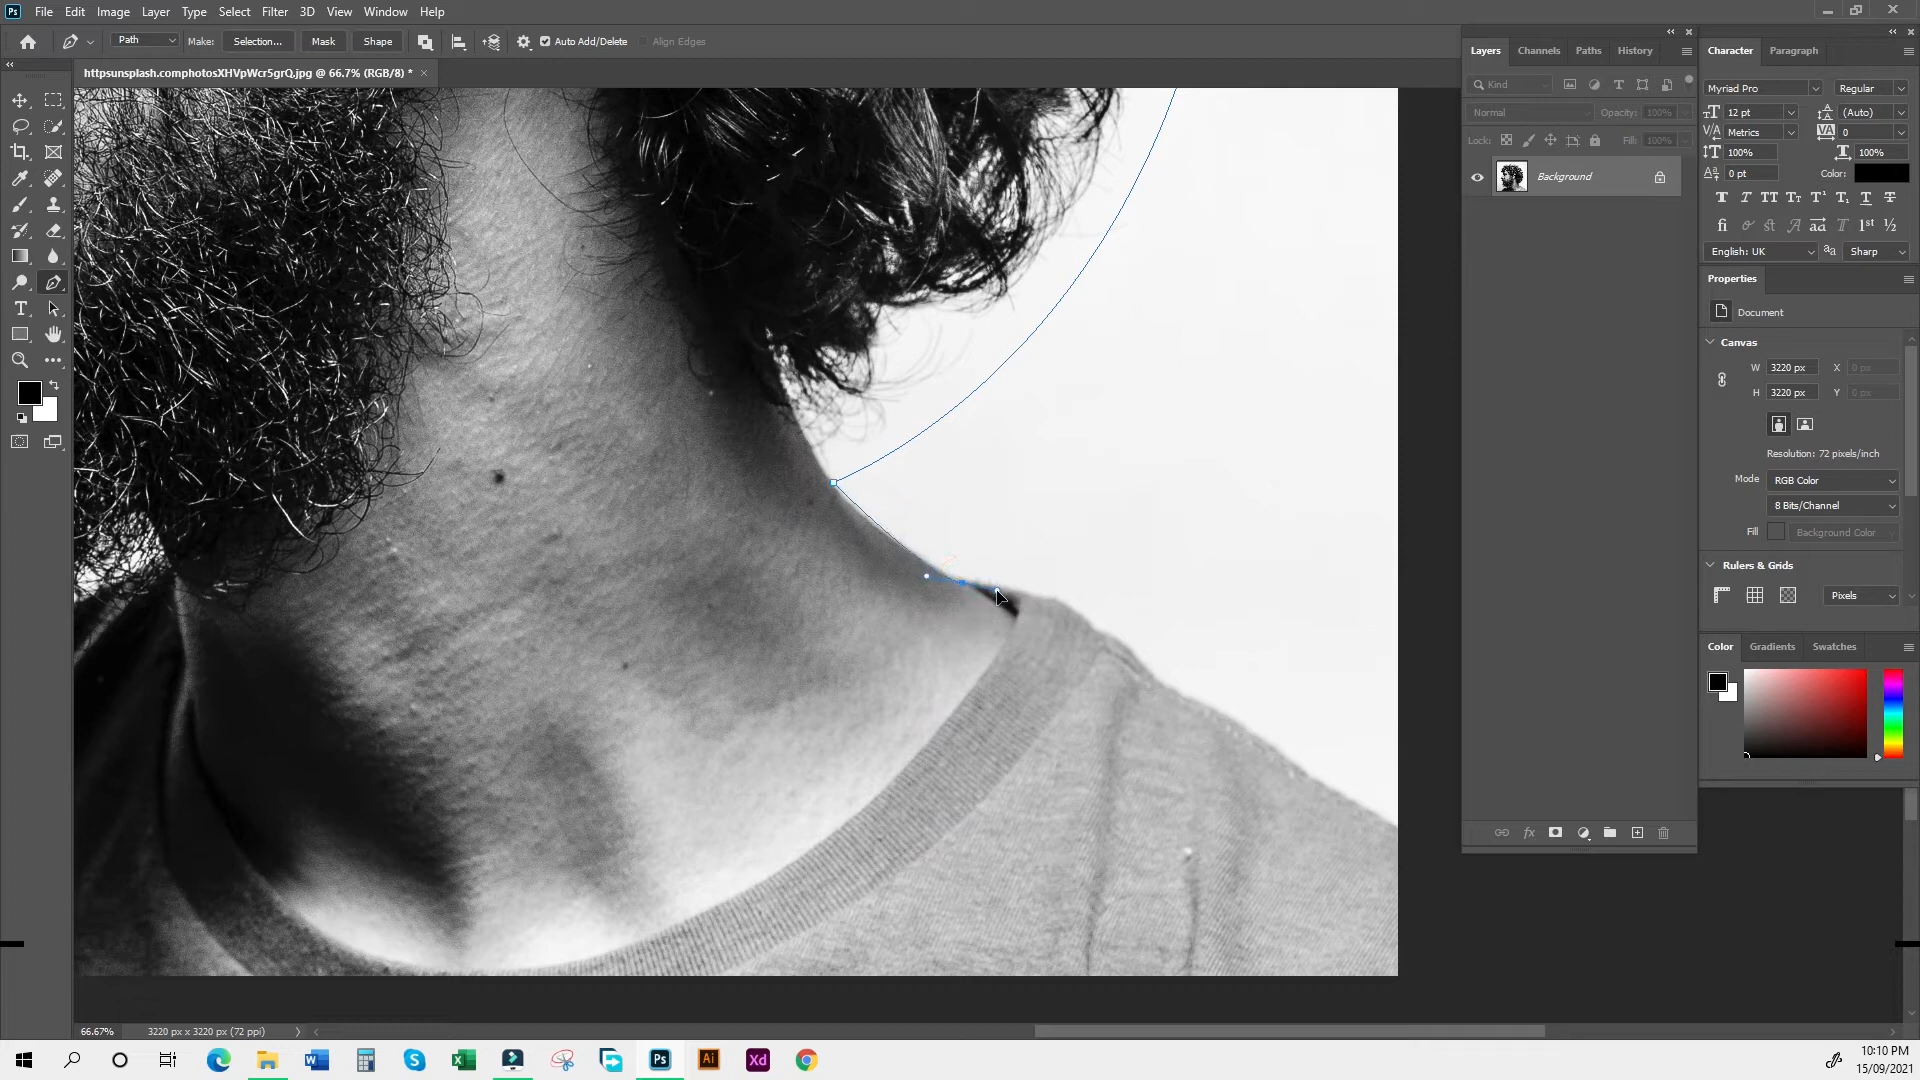 Ps File Edit Image Layer Type Select Filter 3D View Window Help
Path Make: Selection... Mask Shape Auto Add/Delete Align Edges
httpsunsplash.comphotosXHVpWcr5grQ.jpg @ 66.7% (RGB/8) * ×
Layers Channels Paths History
Kind
Normal Opacity: 100%
Lock: Fill: 100%
Background
Character Paragraph
Myriad Pro Regular
12 pt (Auto)
Metrics 0
100% 100%
0 pt Color:
English: UK Sharp
Properties
Document
Canvas
W 3220 px X 0 px
H 3220 px Y 0 px
Resolution: 72 pixels/inch
Mode RGB Color
8 Bits/Channel
Fill Background Color
Rulers & Grids
Pixels
Color Gradients Swatches
66.67% 3220 px x 3220 px (72 ppi)
Ps Ai Xd
10:10 PM
15/09/2021